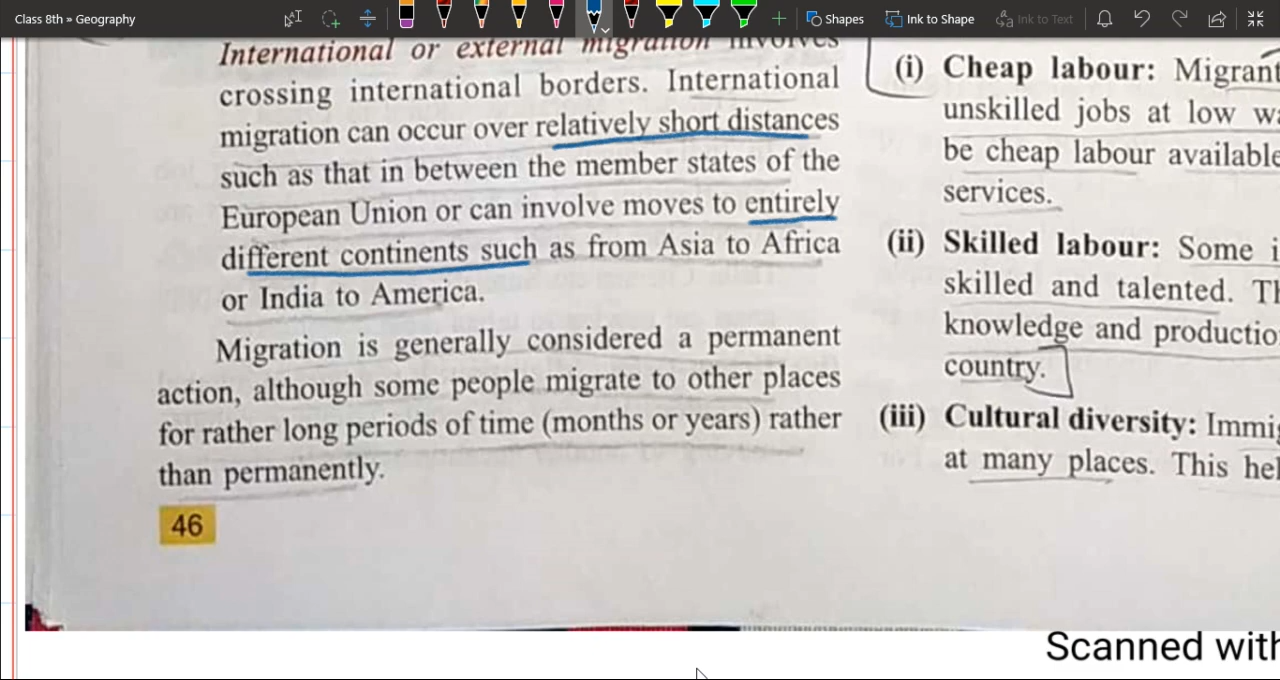 Class 8th » Geography
Shapes
Ink to Shape
Ink to Text
International or external migration involves
crossing international borders. International
migration can occur over relatively short distances
such as that in between the member states of the
European Union or can involve moves to entirely
different continents such as from Asia to Africa
or India to America.
Migration is generally considered a permanent
action, although some people migrate to other places
for rather long periods of time (months or years) rather
than permanently.
46
(i) Cheap labour: Migrant
unskilled jobs at low
be cheap labour available
services.
(ii) Skilled labour: Some
skilled and talented.
knowledge and productio
country.
(iii) Cultural diversity: Immig
at many places. This hel
Scanned with